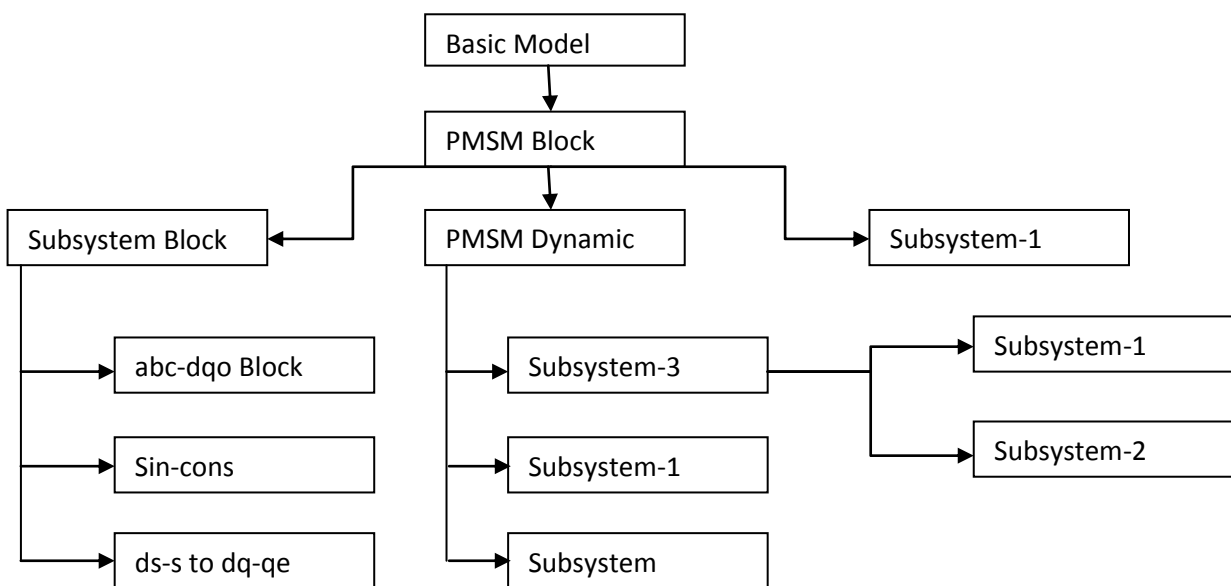 Basic Model
PMSM Block
Subsystem Block
PMSM Dynamic
Subsystem-1
abc-dqo Block
Subsystem-3
Subsystem-1
Sin-cons
Subsystem-1
Subsystem-2
ds-s to dq-qe
Subsystem